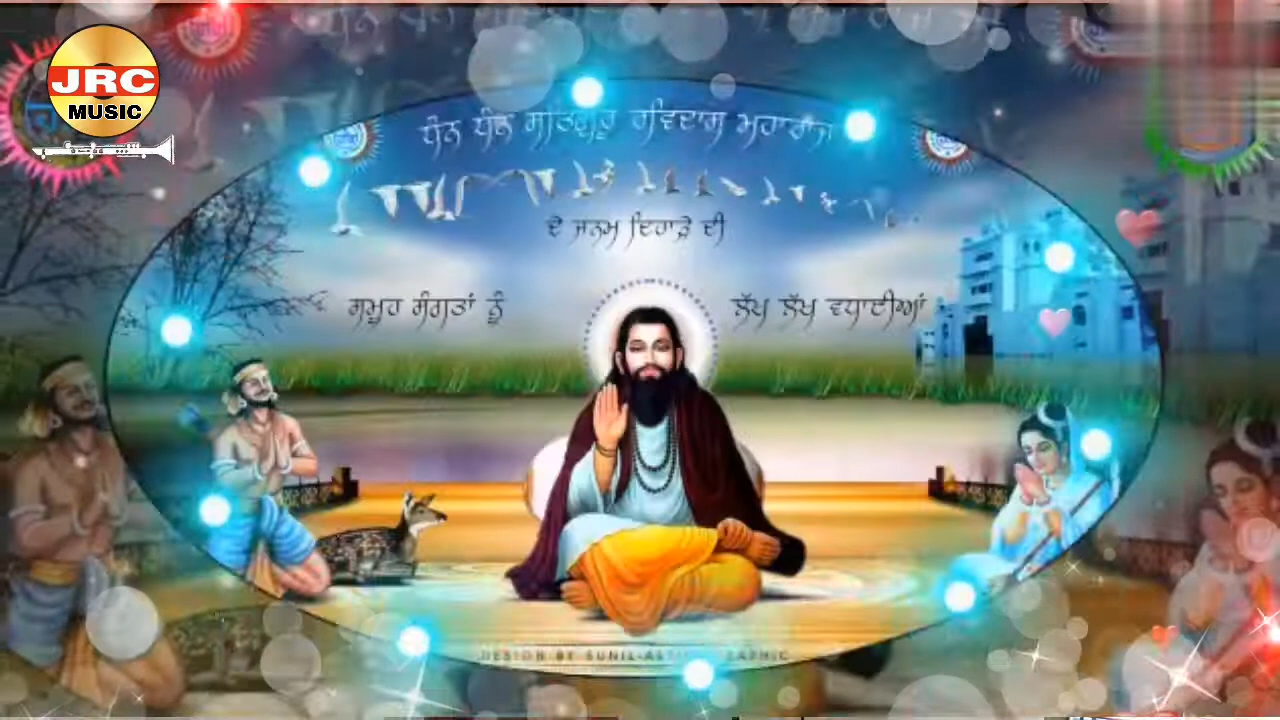 JRC
MUSIC
ਧੰਨ ਧੰਨ ਸਤਿਗੁਰੂ ਰਵਿਦਾਸ ਮਹਾਰਾਜ
ਦੇ ਜਨਮ ਦਿਹਾੜੇ ਦੀ
ਸਮੂਹ ਸੰਗਤਾਂ ਨੂੰ
ਲੱਖ ਲੱਖ ਵਧਾਈਆਂ
DESIGN BY SUNIL